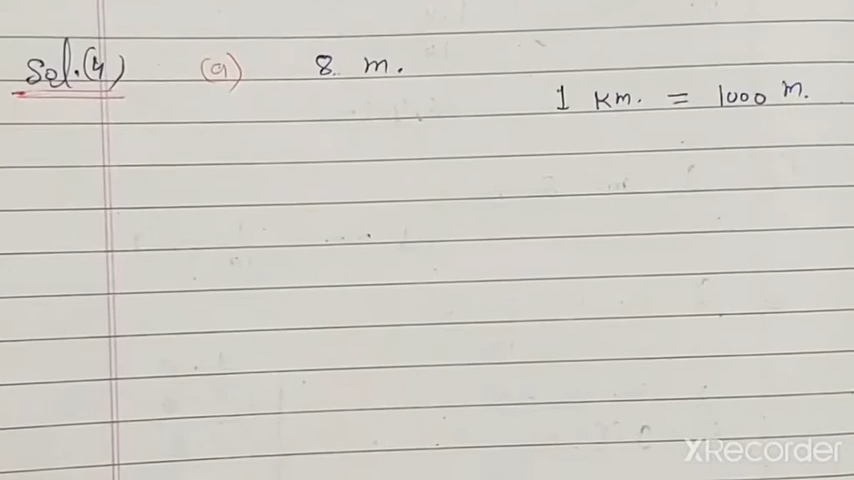 Sol.(4) (a) 8 m.
1 Km. = 1000 m.
XRecorder